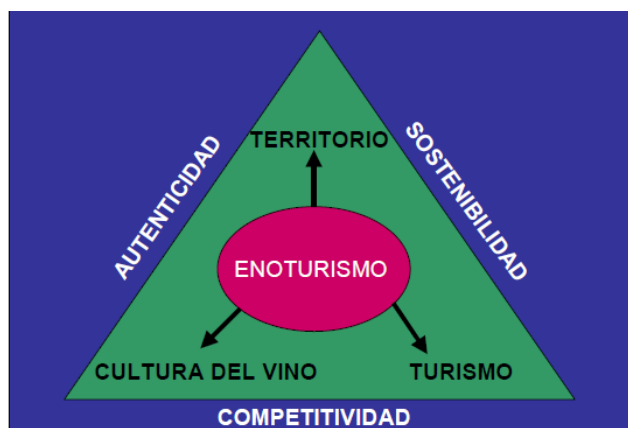 AUTENTICIDAD
SOSTENIBILIDAD
TERRITORIO
ENOTURISMO
CULTURA DEL VINO
TURISMO
COMPETITIVIDAD